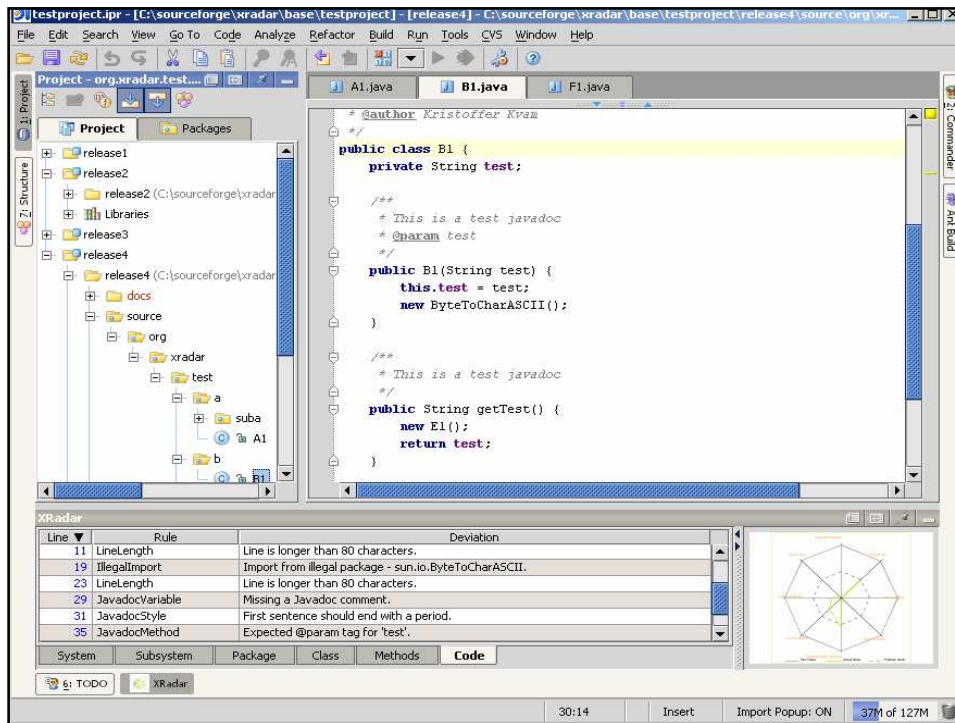 testproject.ipr - [C:\sourceforge\xradar\base\testproject] - [release4] - C:\sourceforge\xradar\base\testproject\release4\source\org\xr...
File Edit Search View Go To Code Analyze Refactor Build Run Tools CVS Window Help
1: Project
7: Structure
Project - org.xradar.test....
Project Packages
release1
release2
release2 (C:\sourceforge\xradar
Libraries
release3
release4
release4 (C:\sourceforge\xradar
docs
source
org
xradar
test
a
suba
A1
b
B1
A1.java B1.java F1.java
* @author Kristoffer Kvam
*/
public class B1 {
private String test;
/**
* This is a test javadoc
* @param test
*/
public B1(String test) {
this.test = test;
new ByteToCharASCII();
}
/**
* This is a test javadoc
*/
public String getTest() {
new E1();
return test;
}
2: Commander
Ant Build
XRadar
Line Rule Deviation
11 LineLength Line is longer than 80 characters.
19 IllegalImport Import from illegal package - sun.io.ByteToCharASCII.
23 LineLength Line is longer than 80 characters.
29 JavadocVariable Missing a Javadoc comment.
31 JavadocStyle First sentence should end with a period.
35 JavadocMethod Expected @param tag for 'test'.
System Subsystem Package Class Methods Code
6: TODO XRadar
30:14 Insert Import Popup: ON 37M of 127M